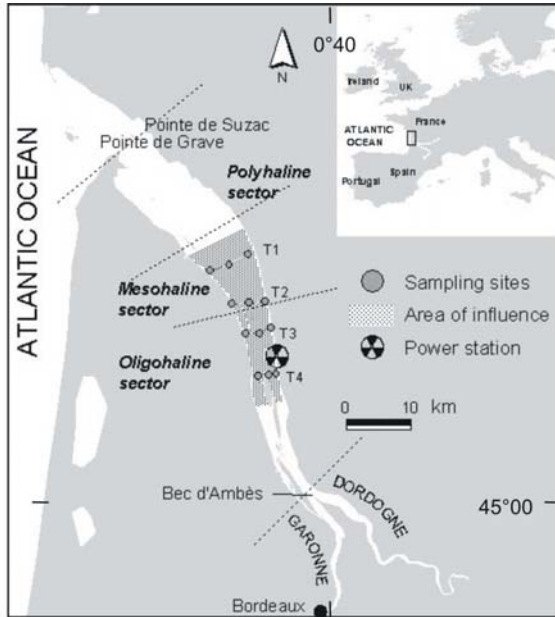 0°40
N
Ireland
UK
France
ATLANTIC
OCEAN
Portugal
Spain
Pointe de Suzac
Pointe de Grave
ATLANTIC OCEAN
Polyhaline
sector
T1
Mesohaline
sector
T2
T3
Oligohaline
sector
T4
Sampling sites
Area of influence
Power station
0 10 km
Bec d'Ambès
DORDOGNE
GARONNE
45°00
Bordeaux